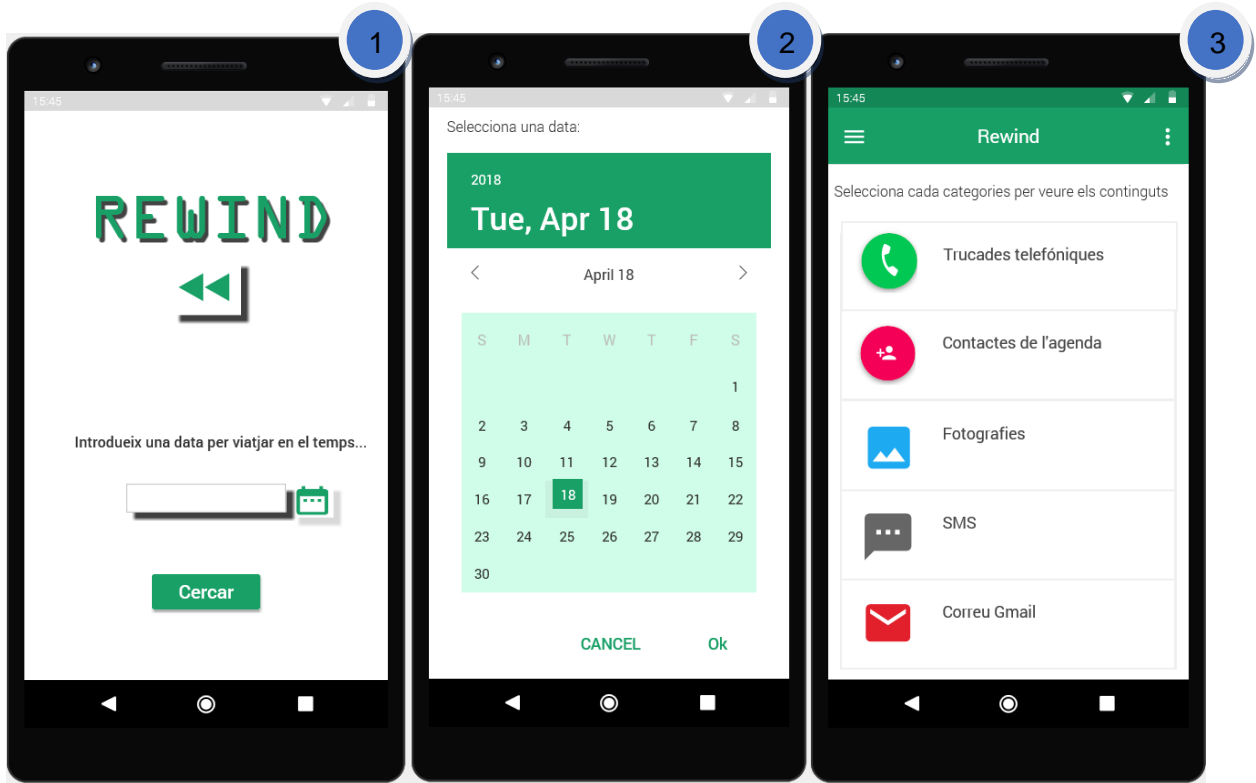 1
15:45
REWIND
Introdueix una data per viatjar en el temps...
Cercar
2
15:45
Selecciona una data:
2018
Tue, Apr 18
April 18
S M T W T F S
1
2 3 4 5 6 7 8
9 10 11 12 13 14 15
16 17 18 19 20 21 22
23 24 25 26 27 28 29
30
CANCEL Ok
3
15:45
Rewind
Selecciona cada categories per veure els continguts
Trucades telefóniques
Contactes de l'agenda
Fotografies
SMS
Correu Gmail